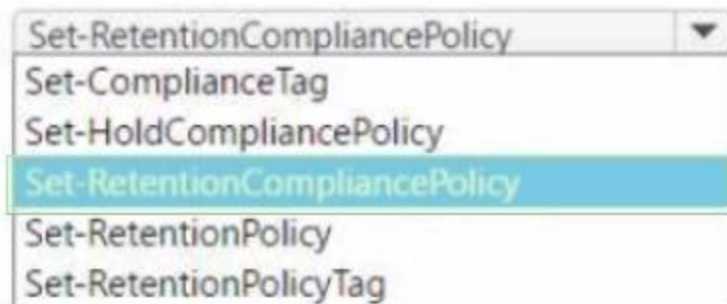 Set-RetentionCompliancePolicy
Set-ComplianceTag
Set-HoldCompliancePolicy
Set-RetentionCompliancePolicy
Set-RetentionPolicy
Set-RetentionPolicyTag